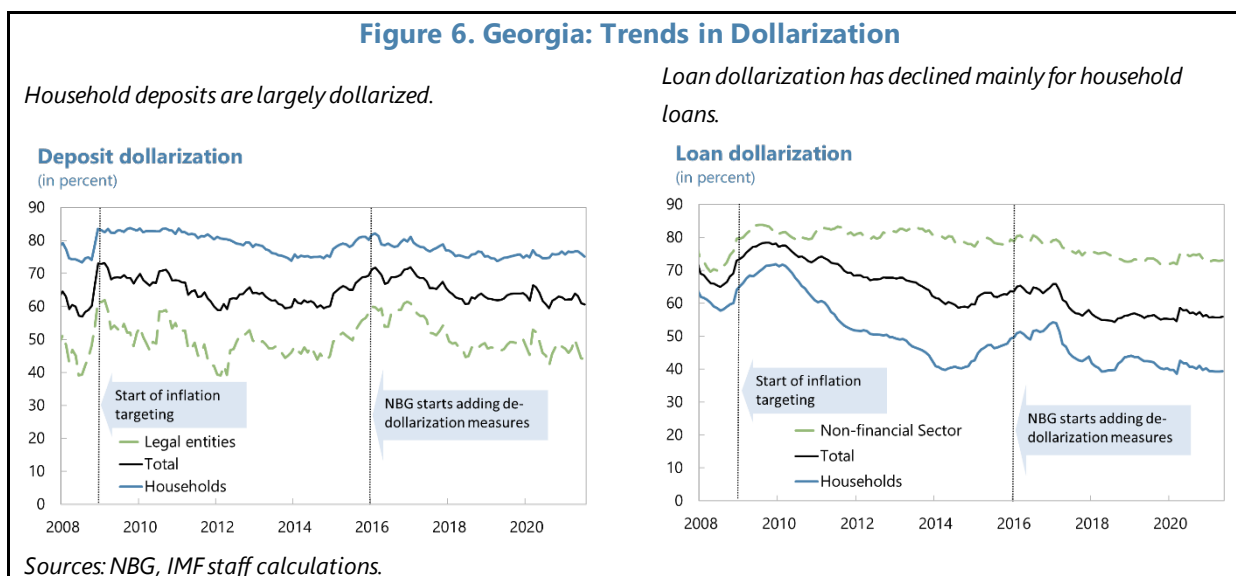 Figure 6. Georgia: Trends in Dollarization
Household deposits are largely dollarized.
Deposit dollarization
(in percent)
90
80
70
60
50
40
30
20
10
0
Start of inflation
targeting
NBG starts adding de-
dollarization measures
Legal entities
Total
Households
2008 2010 2012 2014 2016 2018 2020
Loan dollarization has declined mainly for household
loans.
Loan dollarization
(in percent)
90
80
70
60
50
40
30
20
10
0
Start of inflation
targeting
NBG starts adding de-
dollarization measures
Non-financial Sector
Total
Households
2008 2010 2012 2014 2016 2018 2020
Sources: NBG, IMF staff calculations.